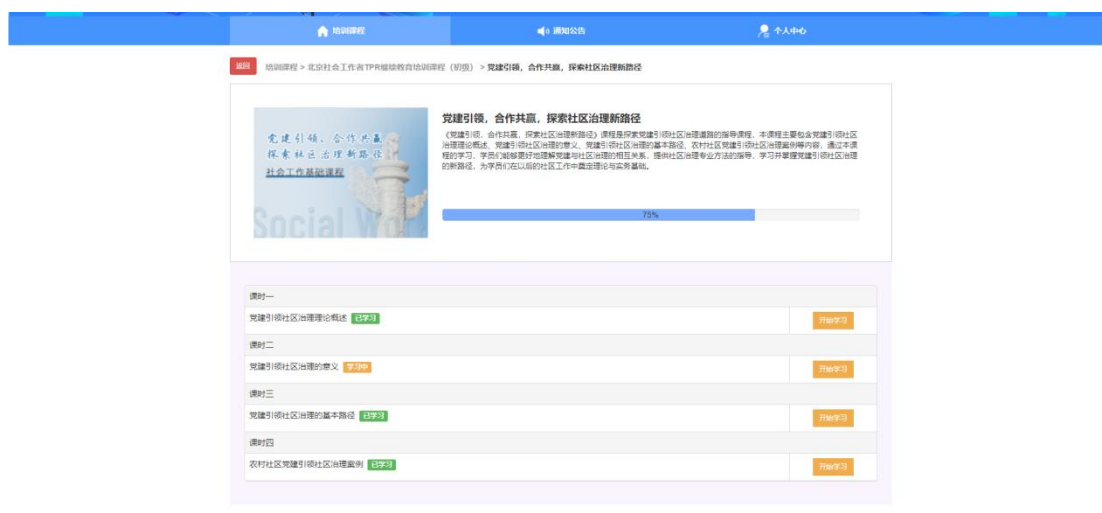 培训课程
通知公告
个人中心
返回 培训课程 > 北京社会工作者TPR继续教育培训课程（初级） > 党建引领，合作共赢，探索社区治理新路径
党建引领、合作共赢
探索社区治理新路径
社会工作基础课程
Social Work
党建引领，合作共赢，探索社区治理新路径
《党建引领、合作共赢，探索社区治理新路径》课程是探索党建引领社区治理道路的指导课程，本课程主要包含党建引领社区
治理理论概述、党建引领社区治理的意义、党建引领社区治理的基本路径、农村社区党建引领社区治理案例等内容，通过本课
程的学习，学员们能够更好地理解党建与社区治理的相互关系，提供社区治理专业方法的指导，学习并掌握党建引领社区治理
的新路径，为学员们在以后的社区工作中奠定理论与实务基础。
75%
课时一
党建引领社区治理理论概述 已学习 开始学习
课时二
党建引领社区治理的意义 学习中 开始学习
课时三
党建引领社区治理的基本路径 已学习 开始学习
课时四
农村社区党建引领社区治理案例 已学习 开始学习